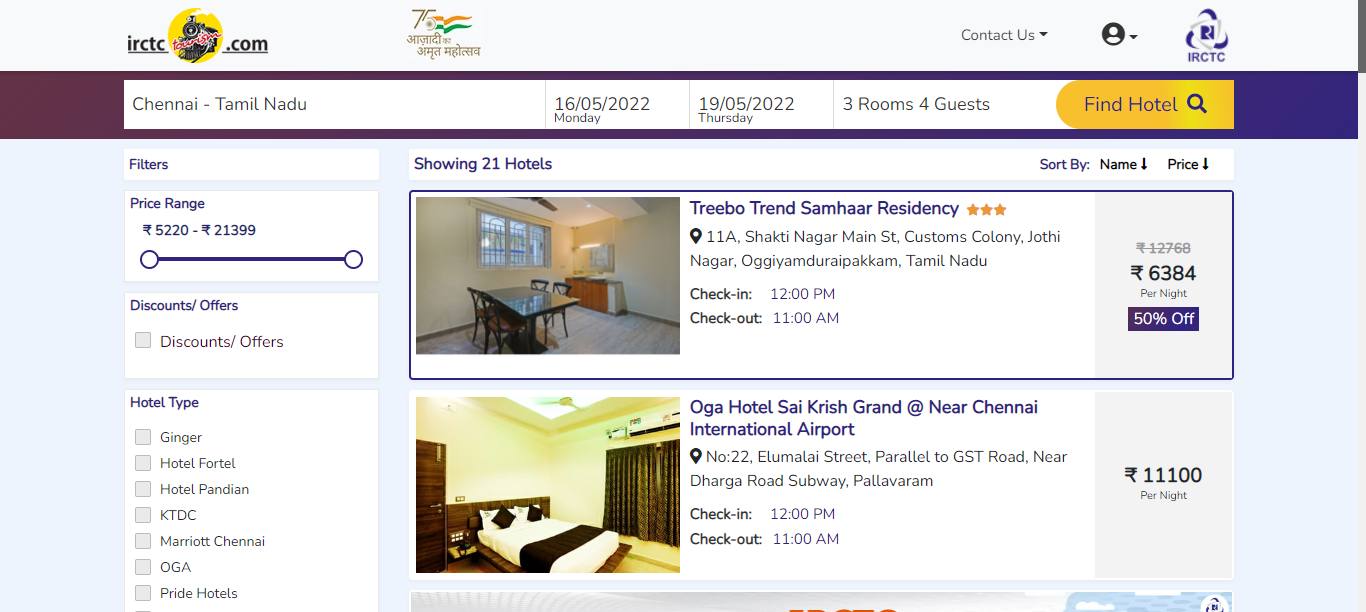 irctc tourism .com
75
आज़ादी का
अमृत महोत्सव
Contact Us
IRCTC
Chennai - Tamil Nadu
16/05/2022
Monday
19/05/2022
Thursday
3 Rooms 4 Guests
Find Hotel
Filters
Price Range
₹ 5220 - ₹ 21399
Discounts/ Offers
Discounts/ Offers
Hotel Type
Ginger
Hotel Fortel
Hotel Pandian
KTDC
Marriott Chennai
OGA
Pride Hotels
Showing 21 Hotels
Sort By: Name Price
Treebo Trend Samhaar Residency
11A, Shakti Nagar Main St, Customs Colony, Jothi
Nagar, Oggiyamduraipakkam, Tamil Nadu
Check-in: 12:00 PM
Check-out: 11:00 AM
₹ 12768
₹ 6384
Per Night
50% Off
Oga Hotel Sai Krish Grand @ Near Chennai
International Airport
No:22, Elumalai Street, Parallel to GST Road, Near
Dharga Road Subway, Pallavaram
Check-in: 12:00 PM
Check-out: 11:00 AM
₹ 11100
Per Night